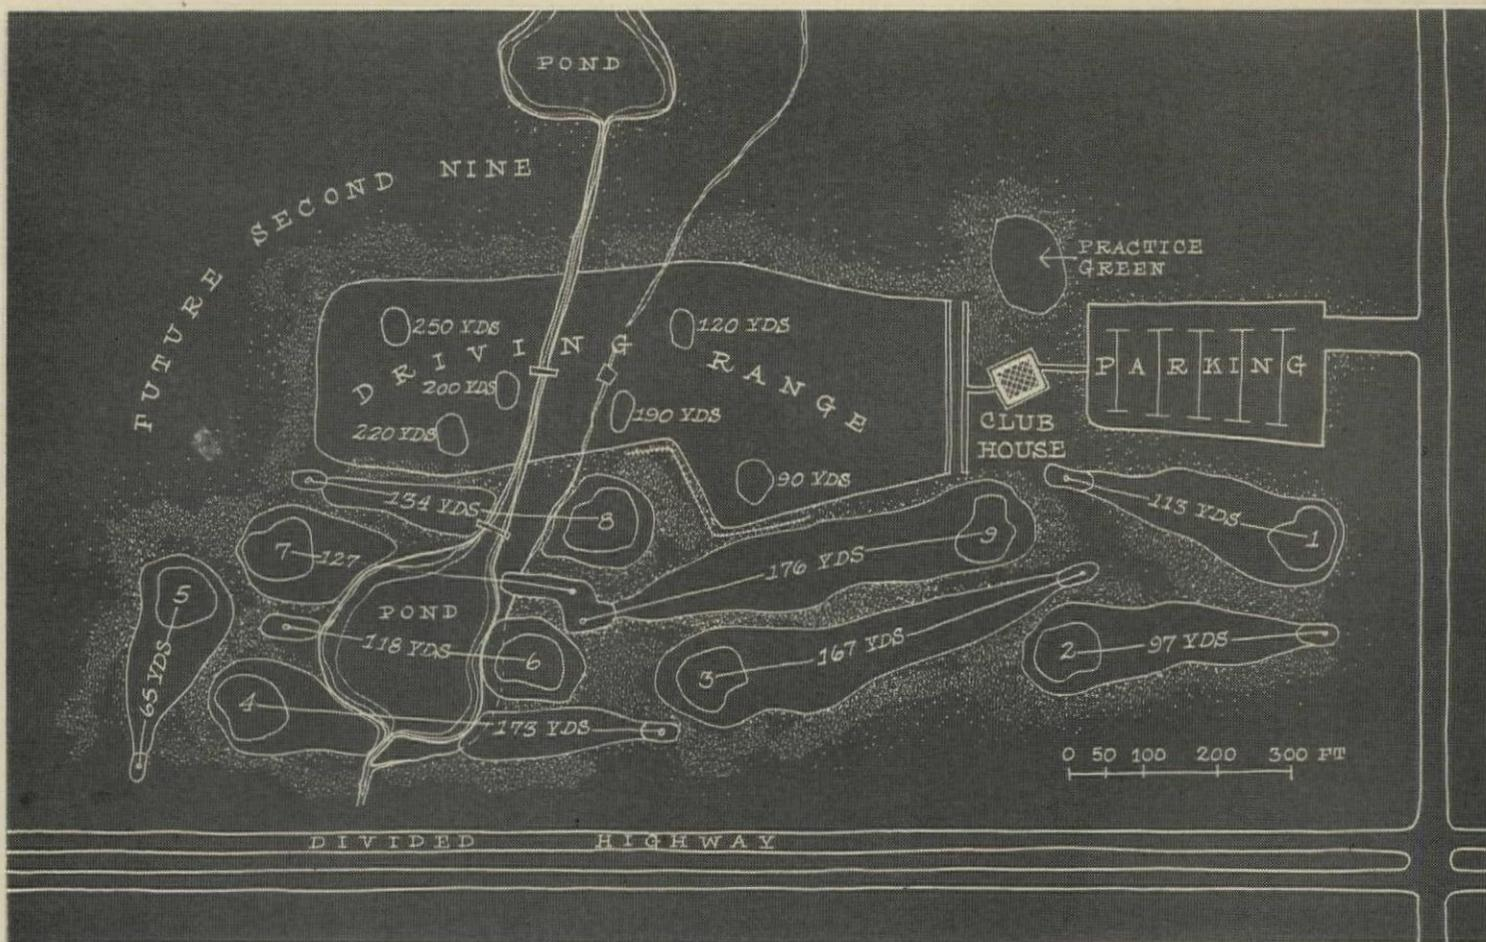 POND
FUTURE SECOND NINE
PRACTICE
GREEN
250 YDS
120 YDS
DRIVING RANGE
200 YDS
190 YDS
220 YDS
90 YDS
PARKING
CLUB
HOUSE
134 YDS
8
9
113 YDS
1
7
127
176 YDS
5
65 YDS
POND
118 YDS
6
3
167 YDS
2
97 YDS
4
173 YDS
0 50 100 200 300 FT
DIVIDED HIGHWAY